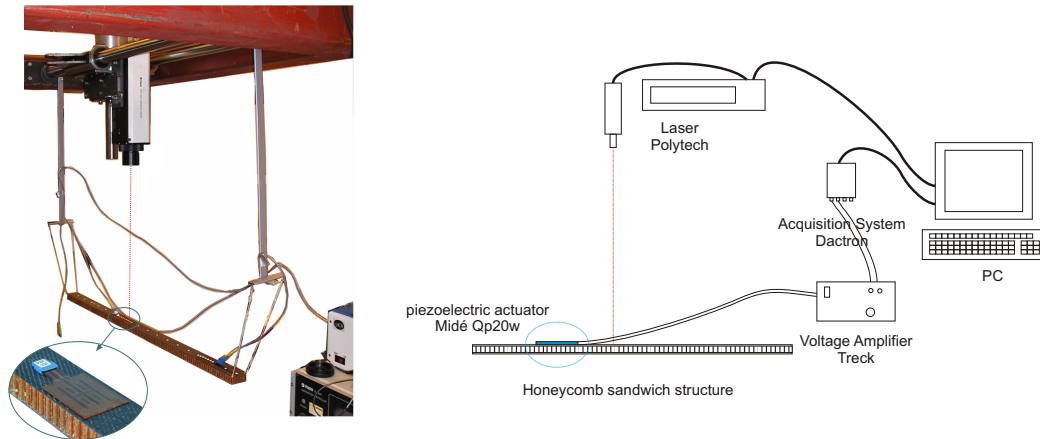 Laser
Polytech
Acquisition System
Dactron
PC
piezoelectric actuator
Midé Qp20w
Voltage Amplifier
Treck
Honeycomb sandwich structure